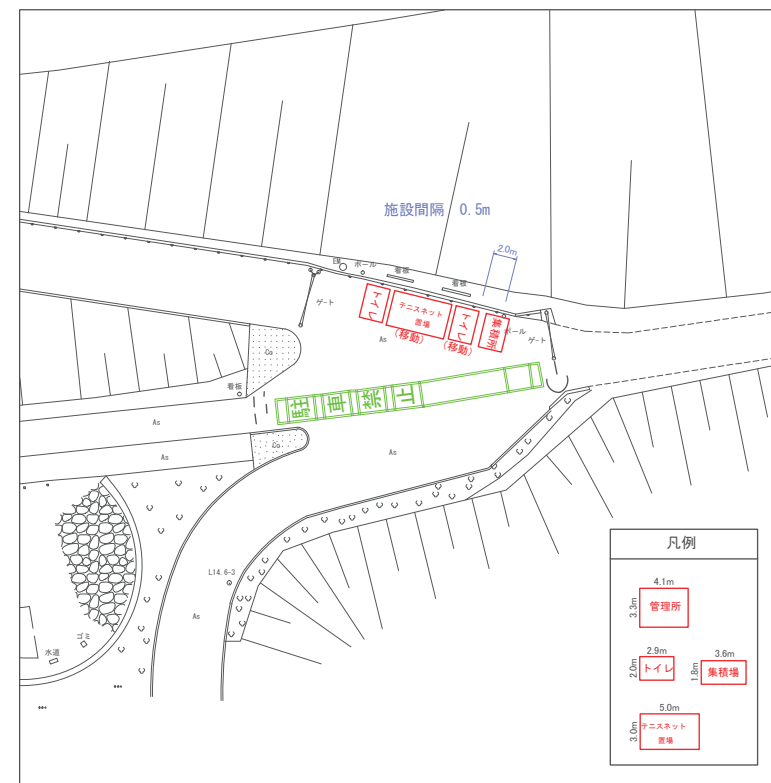 施設間隔 0.5m
2.0m
EM
ポール
看板
看板
ゲート
トイレ
テニスネット
置場
(移動)
トイレ
(移動)
集積所
ポール
ゲート
As
Co
看板
駐車禁止
As
Co
As
As
L14.6-3
As
ゴミ
水道
凡例
4.1m
3.3m
管理所
2.9m
2.0m
トイレ
3.6m
1.8m
集積場
5.0m
3.0m
テニスネット
置場